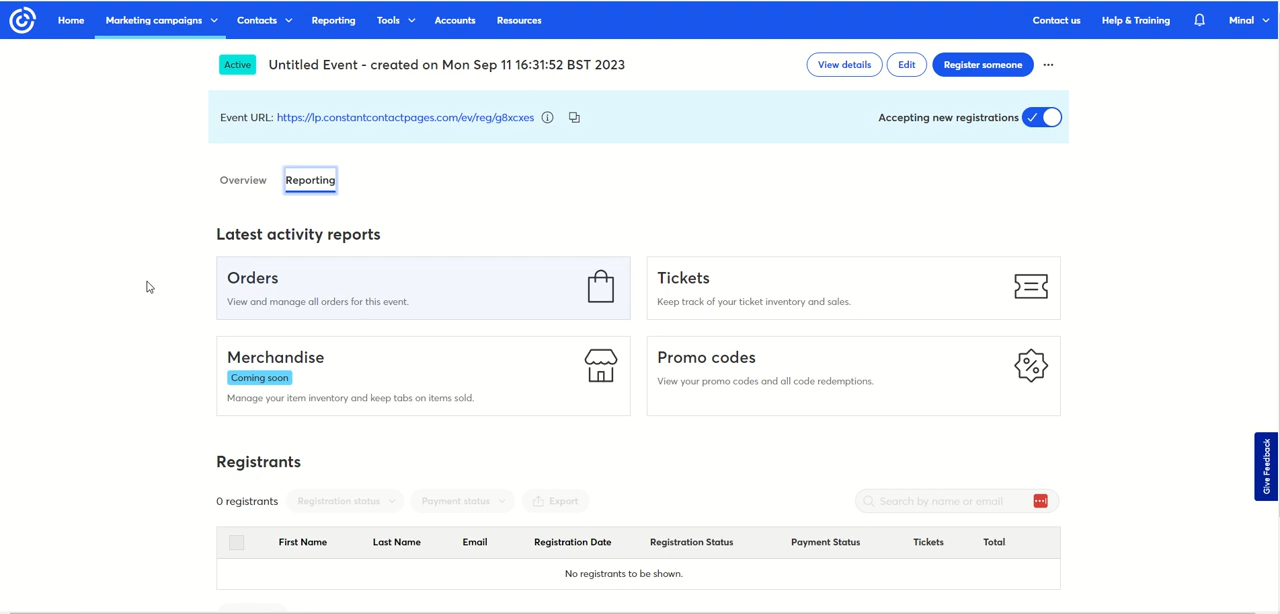 Home Marketing campaigns Contacts Reporting Tools Accounts Resources Contact us Help & Training Minal
Active Untitled Event - created on Mon Sep 11 16:31:52 BST 2023 View details Edit Register someone ...
Event URL: https://lp.constantcontactpages.com/ev/reg/g8xcxes Accepting new registrations
Overview Reporting
Latest activity reports
Orders
View and manage all orders for this event.
Tickets
Keep track of your ticket inventory and sales.
Merchandise
Coming soon
Manage your item inventory and keep tabs on items sold.
Promo codes
View your promo codes and all code redemptions.
Give Feedback
Registrants
0 registrants Registration status Payment status Export Search by name or email
First Name Last Name Email Registration Date Registration Status Payment Status Tickets Total
No registrants to be shown.